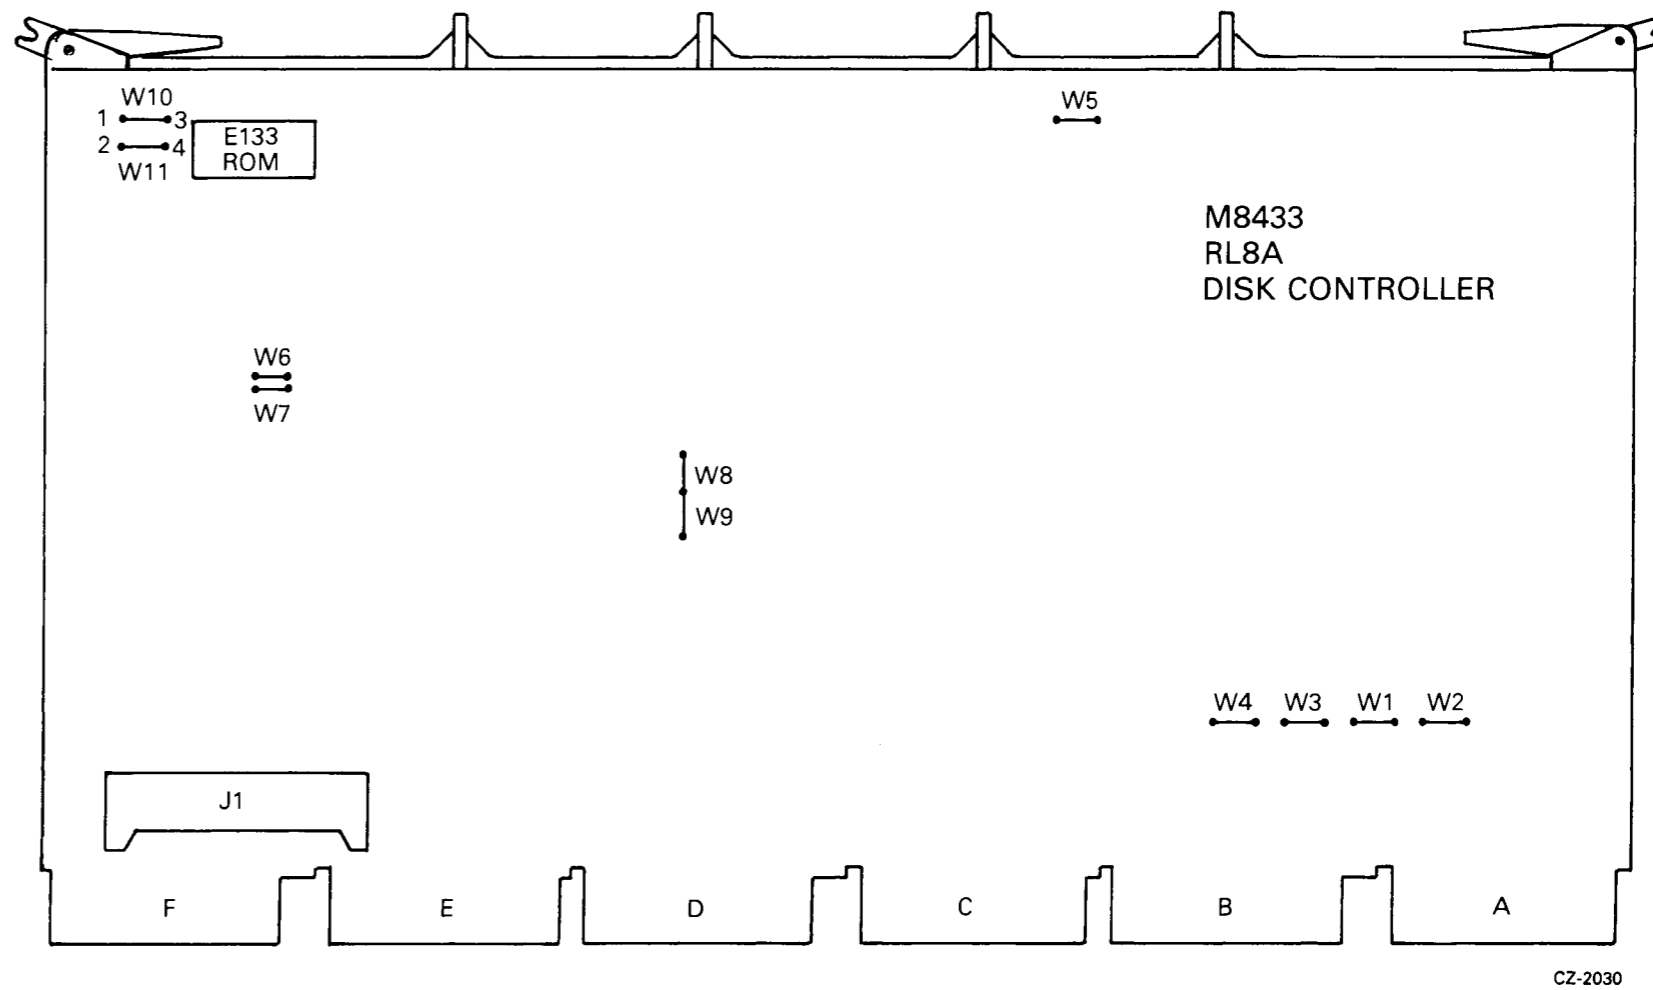 W10
1 3
2 4
W11
E133
ROM
W5
M8433
RL8A
DISK CONTROLLER
W6
W7
W8
W9
W4 W3 W1 W2
J1
F E D C B A
CZ-2030